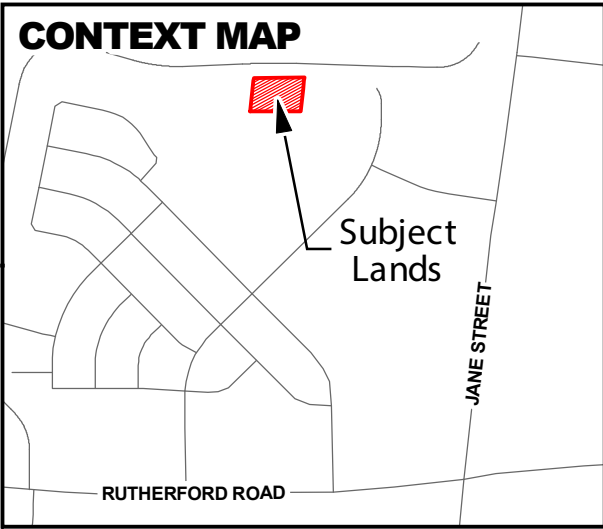 CONTEXT MAP
Subject
Lands
JANE STREET
RUTHERFORD ROAD